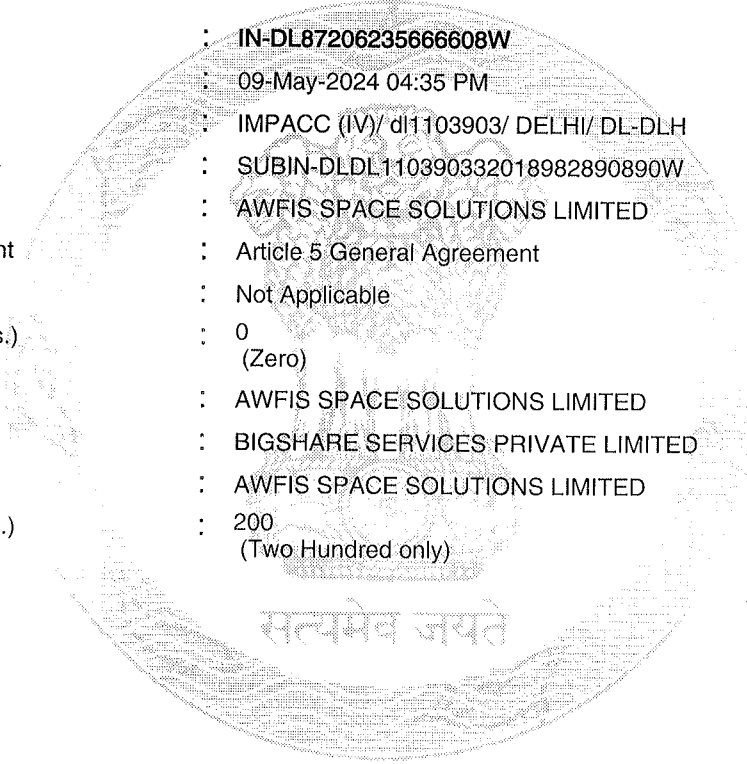 : IN-DL87206235666608W
: 09-May-2024 04:35 PM
: IMPACC (IV)/ dl1103903/ DELHI/ DL-DLH
: SUBIN-DLDL110390332018982890890W
: AWFIS SPACE SOLUTIONS LIMITED
nt : Article 5 General Agreement
: Not Applicable
s.) : 0
(Zero)
: AWFIS SPACE SOLUTIONS LIMITED
: BIGSHARE SERVICES PRIVATE LIMITED
: AWFIS SPACE SOLUTIONS LIMITED
.) : 200
(Two Hundred only)
सत्यमेव जयते